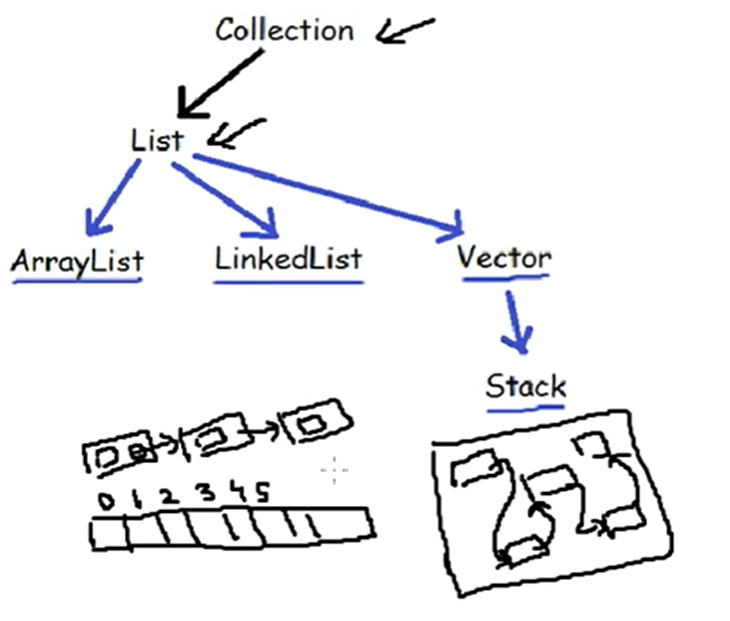 Collection
List
ArrayList LinkedList Vector
Stack
0 1 2 3 4 5